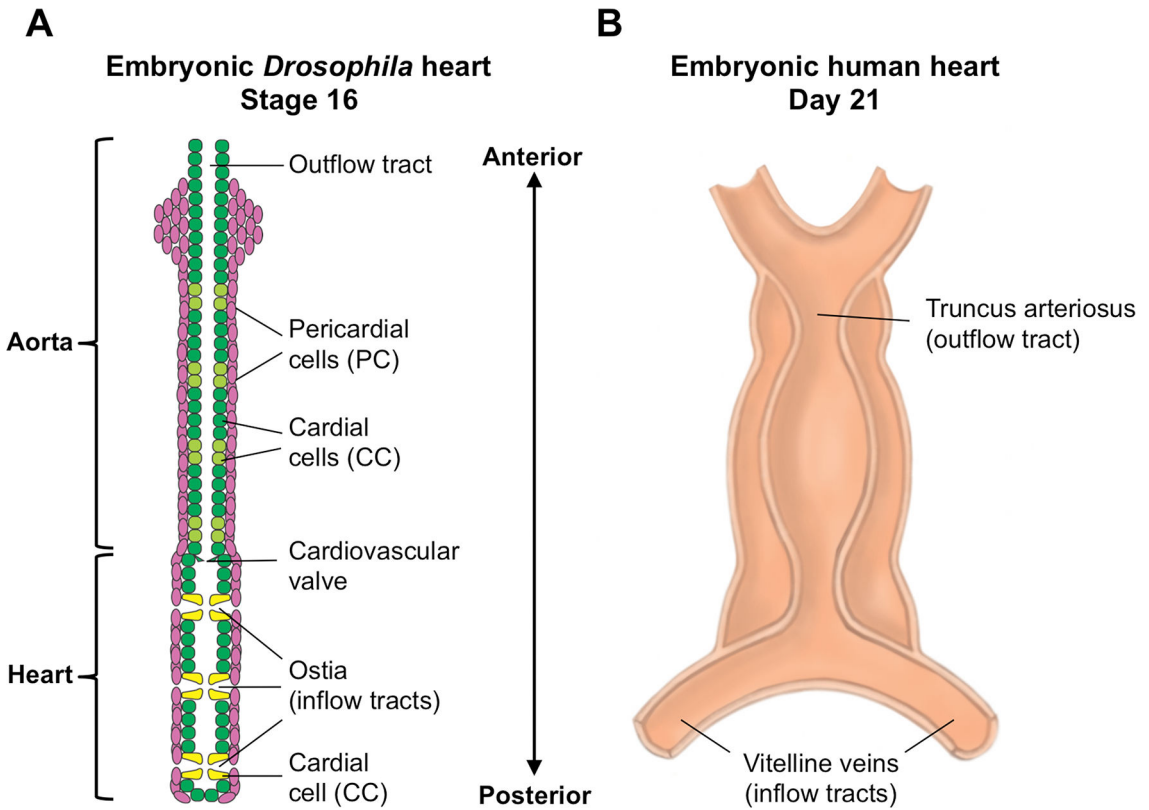 A
Embryonic Drosophila heart
Stage 16
Outflow tract
Aorta
Pericardial
cells (PC)
Cardial
cells (CC)
Cardiovascular
valve
Heart
Ostia
(inflow tracts)
Cardial
cell (CC)
Anterior
Posterior
B
Embryonic human heart
Day 21
Truncus arteriosus
(outflow tract)
Vitelline veins
(inflow tracts)